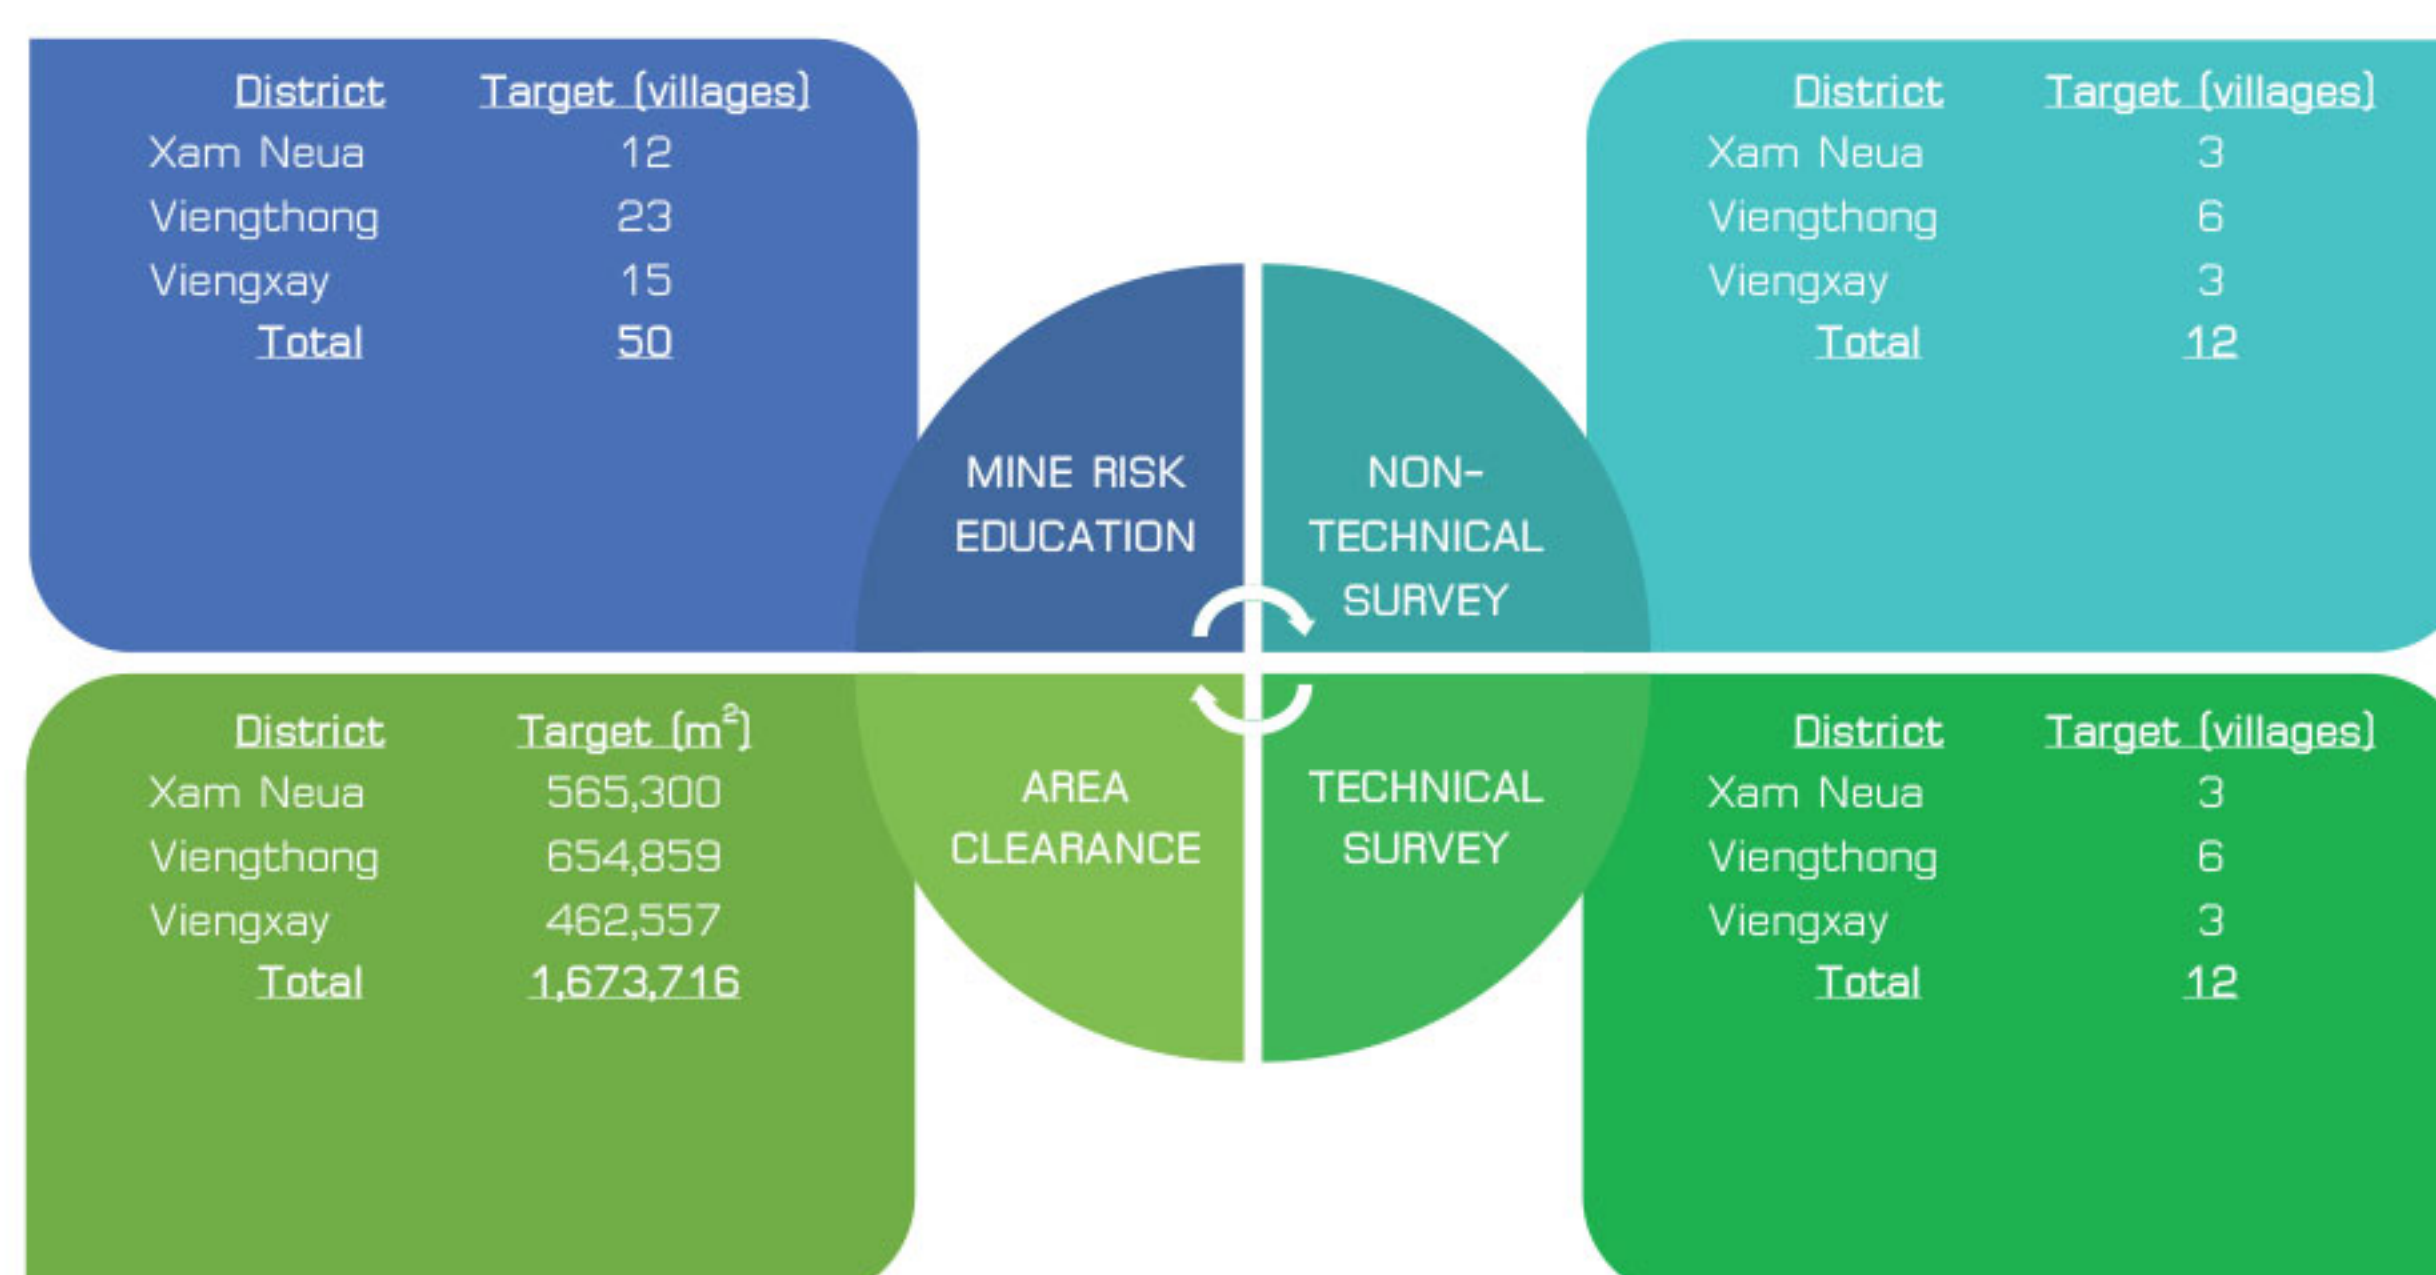 District Target (villages)
Xam Neua 12
Viengthong 23
Viengxay 15
Total 50
District Target (villages)
Xam Neua 3
Viengthong 6
Viengxay 3
Total 12
MINE RISK
EDUCATION
NON-
TECHNICAL
SURVEY
District Target (m²)
Xam Neua 565,300
Viengthong 654,859
Viengxay 462,557
Total 1,673,716
AREA
CLEARANCE
TECHNICAL
SURVEY
District Target (villages)
Xam Neua 3
Viengthong 6
Viengxay 3
Total 12